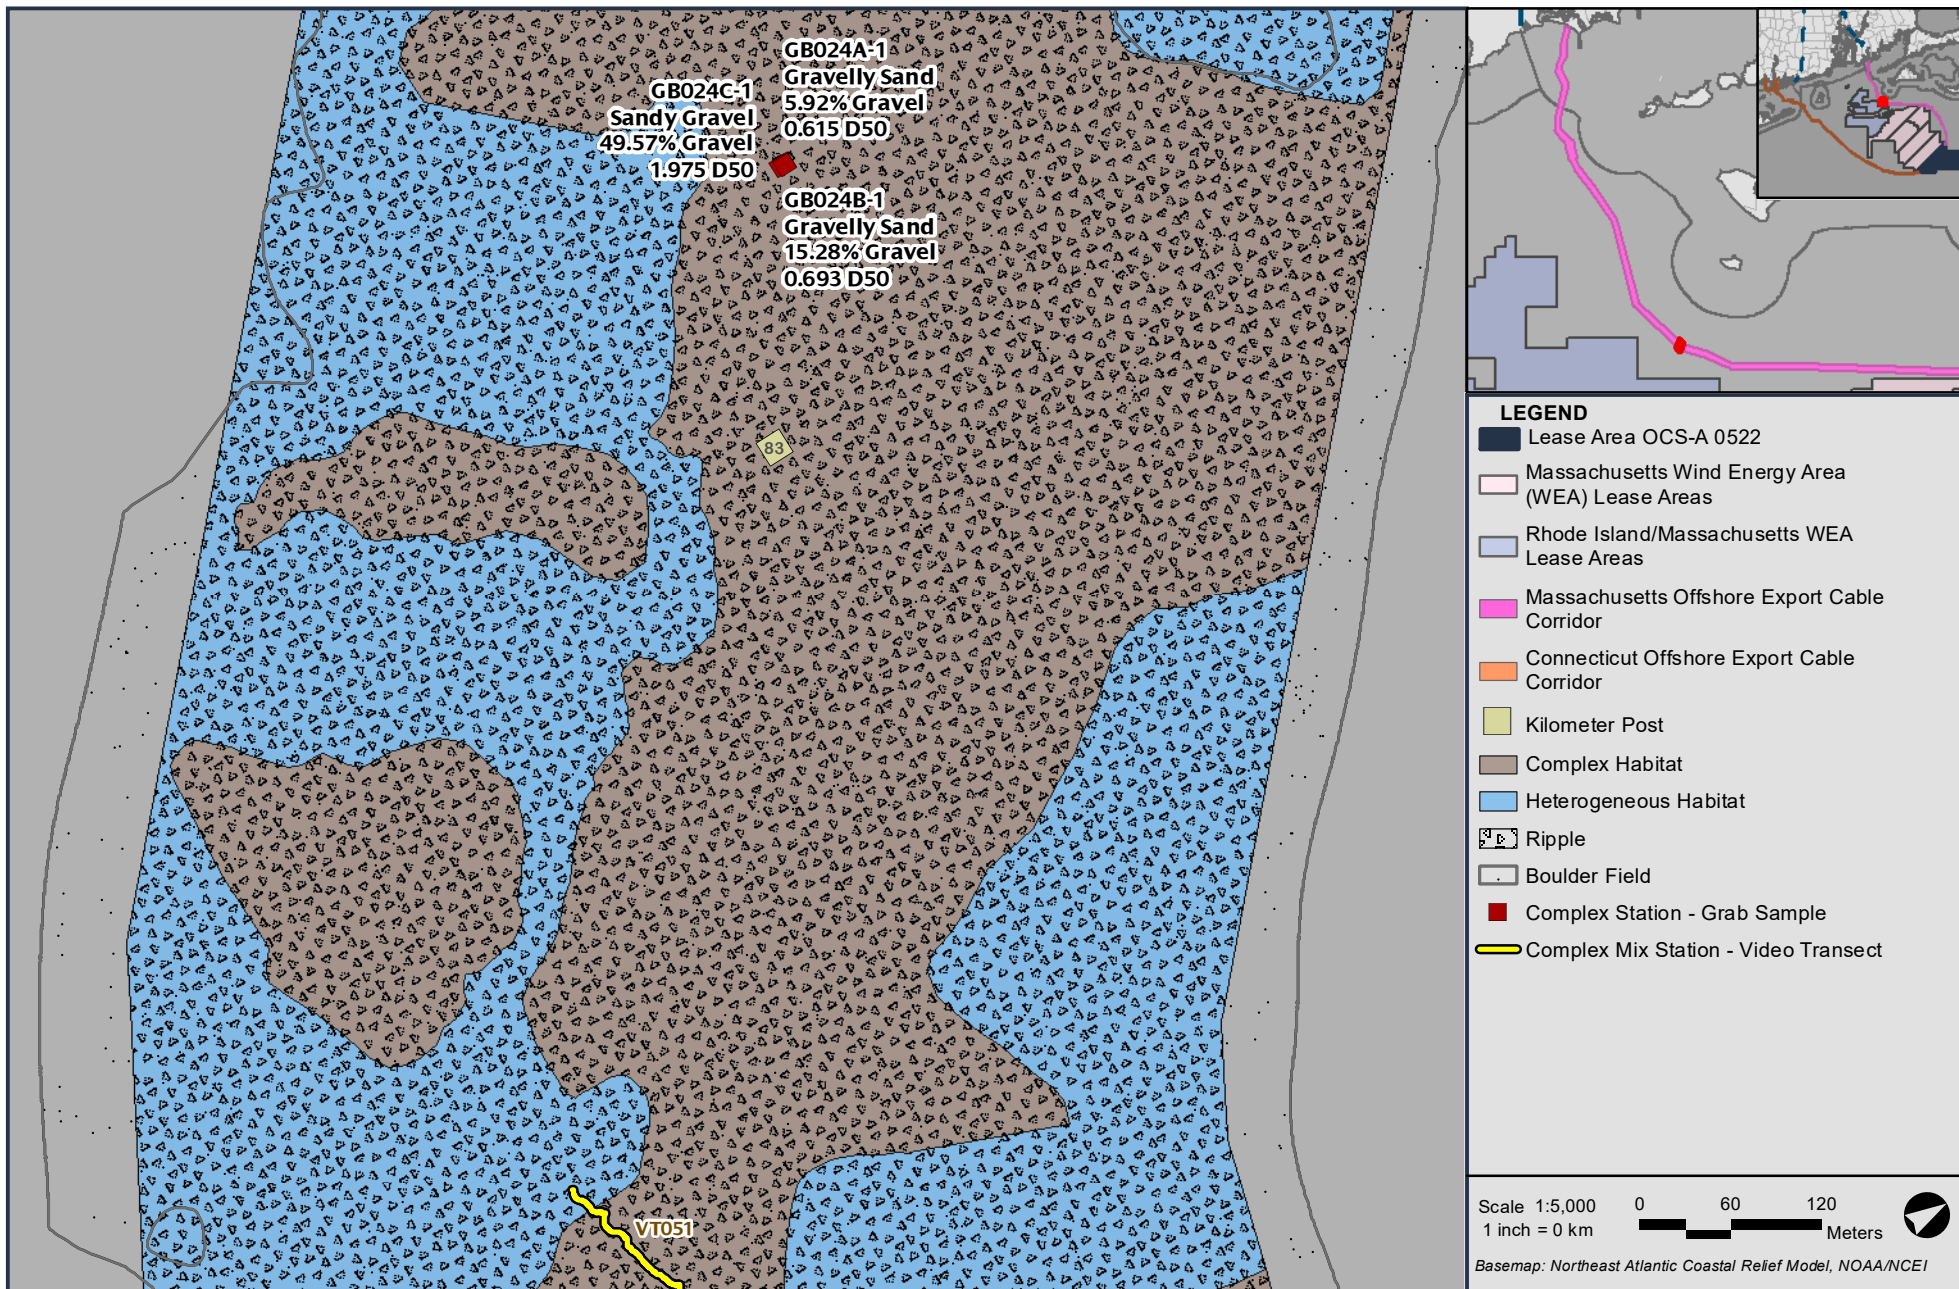 GB024A-1
Gravelly Sand
5.92% Gravel
0.615 D50
GB024C-1
Sandy Gravel
49.57% Gravel
1.975 D50
GB024B-1
Gravelly Sand
15.28% Gravel
0.693 D50
83
VT051
LEGEND
Lease Area OCS-A 0522
Massachusetts Wind Energy Area
(WEA) Lease Areas
Rhode Island/Massachusetts WEA
Lease Areas
Massachusetts Offshore Export Cable
Corridor
Connecticut Offshore Export Cable
Corridor
Kilometer Post
Complex Habitat
Heterogeneous Habitat
Ripple
Boulder Field
Complex Station - Grab Sample
Complex Mix Station - Video Transect
Scale 1:5,000
1 inch = 0 km
0 60 120
Meters
Basemap: Northeast Atlantic Coastal Relief Model, NOAA/NCEI